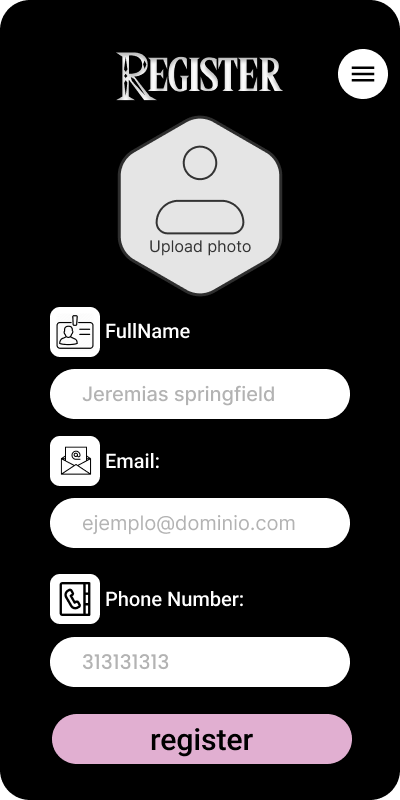 REGISTER
Upload photo
FullName
Jeremias springfield
Email:
ejemplo@dominio.com
Phone Number:
313131313
register